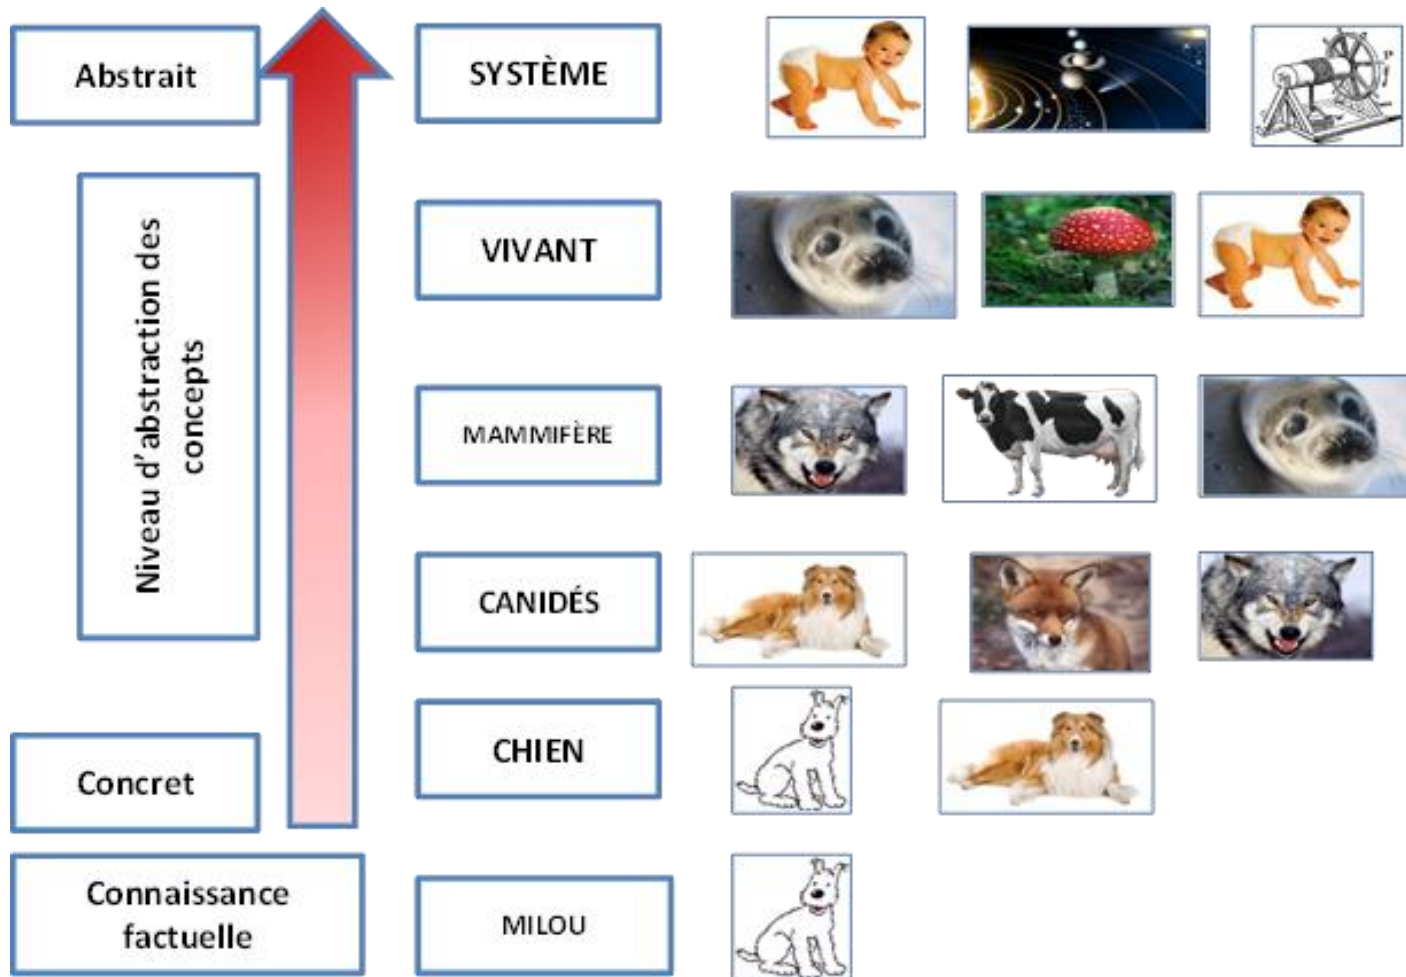 Abstrait
SYSTÈME
Niveau d'abstraction des
concepts
VIVANT
MAMMIFÈRE
CANIDÉS
CHIEN
Concret
Connaissance
factuelle
MILOU